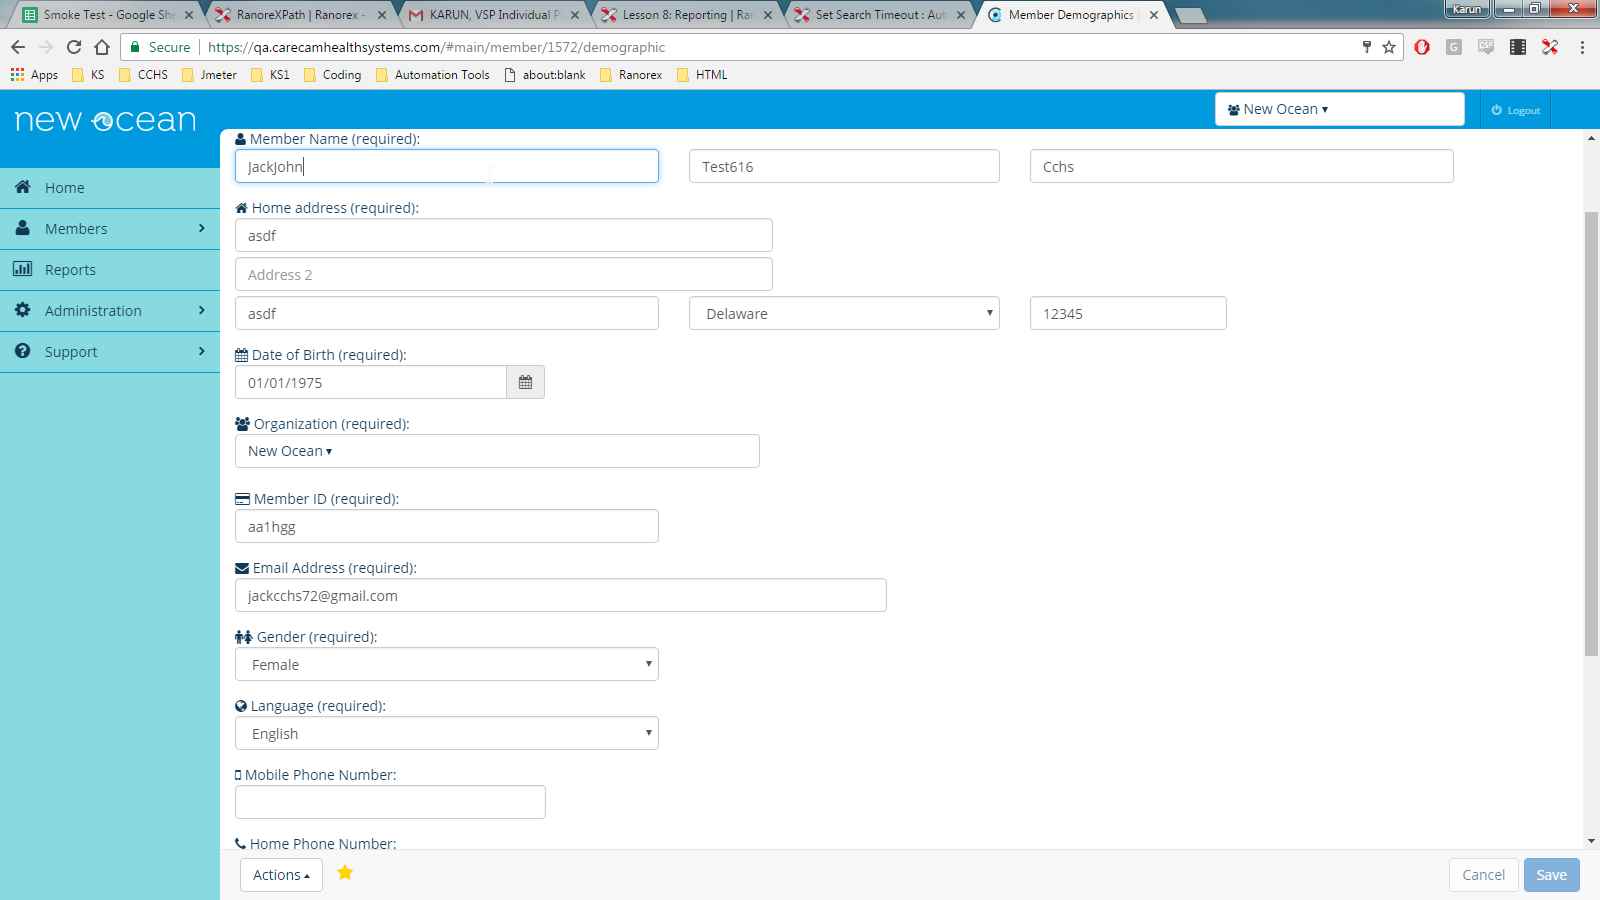 Smoke Test - Google She
RanoreXPath | Ranorex -
KARUN, VSP Individual P
Lesson 8: Reporting | Ra
Set Search Timeout : Aut
Member Demographics
Karun
Secure
https://qa.carecamhealthsystems.com/#main/member/1572/demographic
Apps
KS
CCHS
Jmeter
KS1
Coding
Automation Tools
about:blank
Ranorex
HTML
new ocean
New Ocean
Logout
Home
Members
Reports
Administration
Support
Member Name (required):
JackJohn
Test616
Cchs
Home address (required):
asdf
Address 2
asdf
Delaware
12345
Date of Birth (required):
01/01/1975
Organization (required):
New Ocean
Member ID (required):
aa1hgg
Email Address (required):
jackcchs72@gmail.com
Gender (required):
Female
Language (required):
English
Mobile Phone Number:
Home Phone Number:
Actions
Cancel
Save